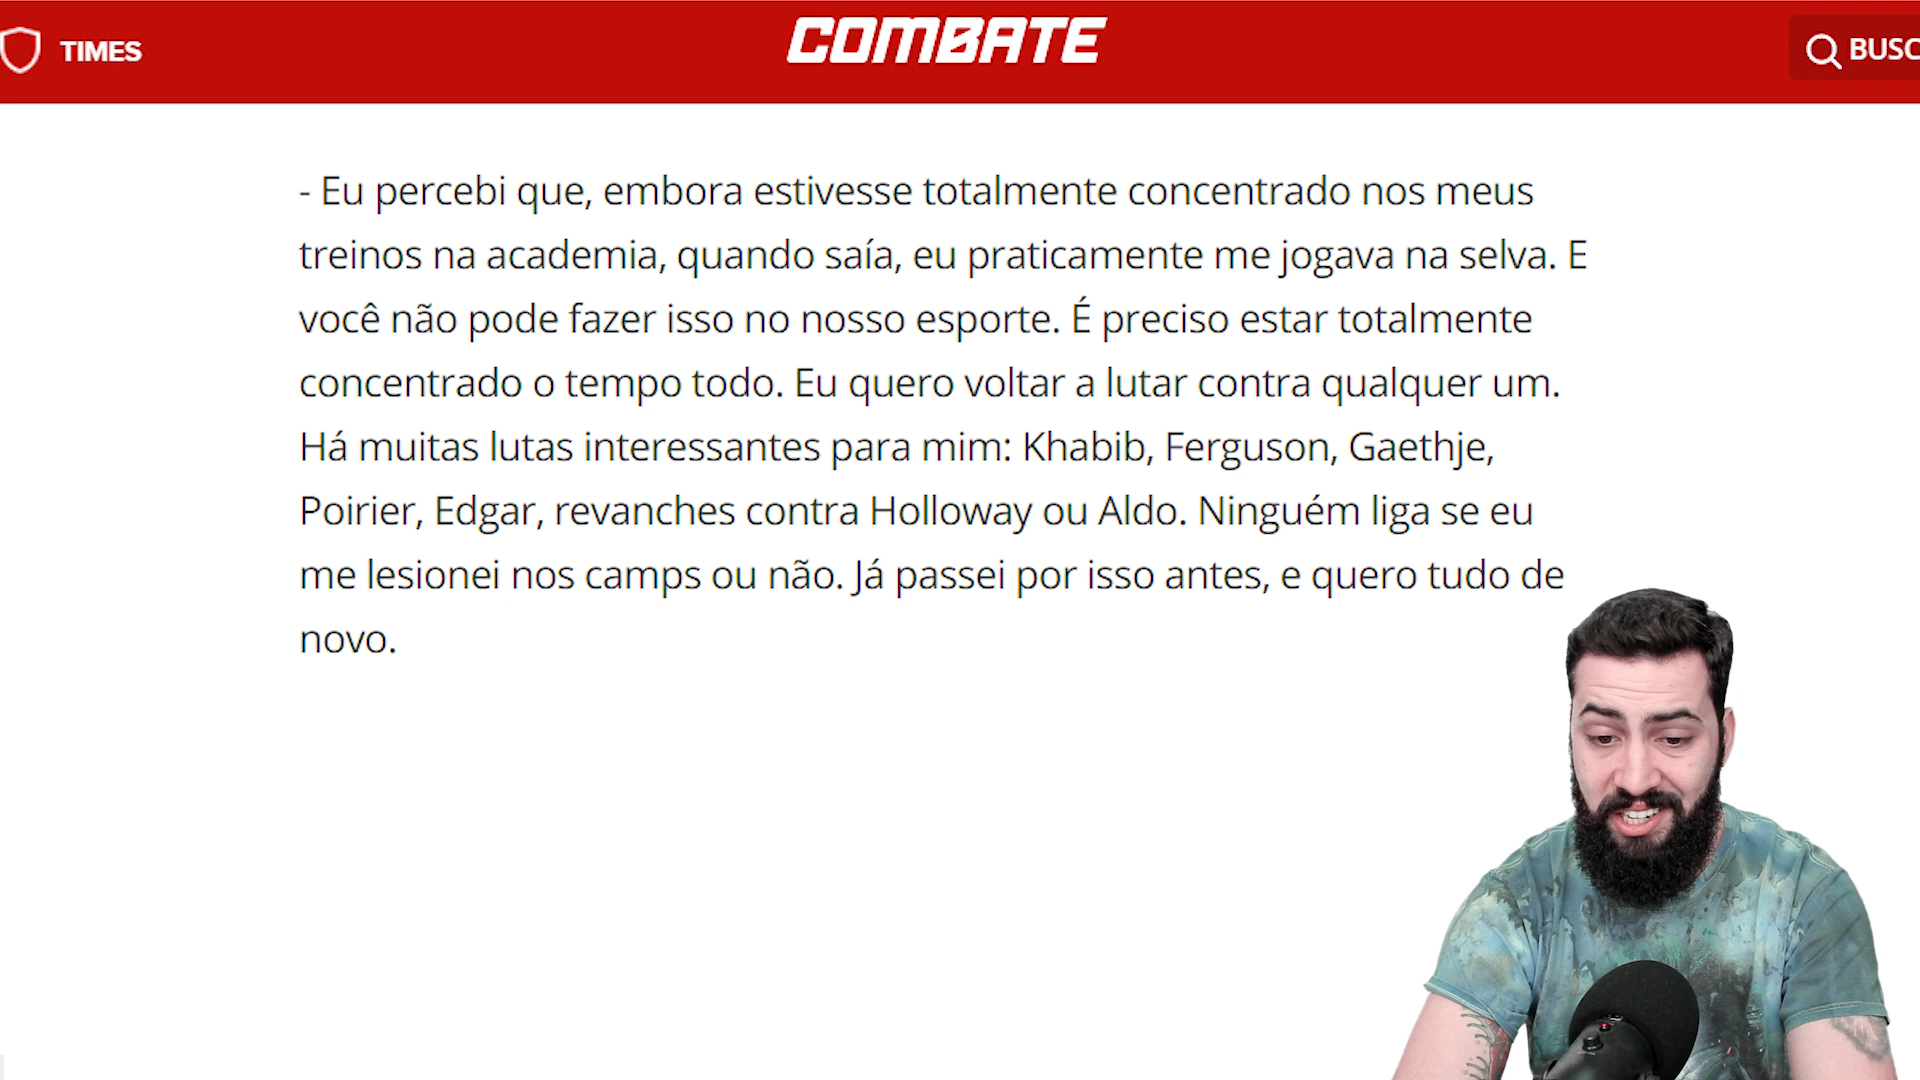 TIMES
COMBATE
BUSC
- Eu percebi que, embora estivesse totalmente concentrado nos meus
treinos na academia, quando saía, eu praticamente me jogava na selva. E
você não pode fazer isso no nosso esporte. É preciso estar totalmente
concentrado o tempo todo. Eu quero voltar a lutar contra qualquer um.
Há muitas lutas interessantes para mim: Khabib, Ferguson, Gaethje,
Poirier, Edgar, revanches contra Holloway ou Aldo. Ninguém liga se eu
me lesionei nos camps ou não. Já passei por isso antes, e quero tudo de
novo.